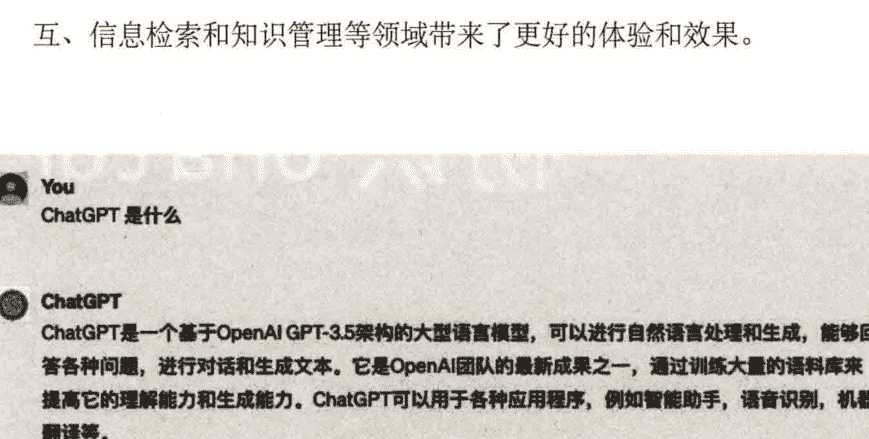 互、信息检索和知识管理等领域带来了更好的体验和效果。
You
ChatGPT 是什么
ChatGPT
ChatGPT是一个基于OpenAI GPT-3.5架构的大型语言模型，可以进行自然语言处理和生成，能够回
答各种问题，进行对话和生成文本。它是OpenAI团队的最新成果之一，通过训练大量的语料库来
提高它的理解能力和生成能力。ChatGPT可以用于各种应用程序，例如智能助手，语音识别，机器
翻译等。